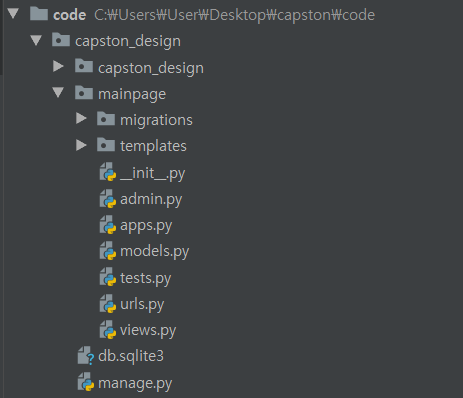 code C:₩Users₩User₩Desktop₩capston₩code
capston_design
capston_design
mainpage
migrations
templates
__init__.py
admin.py
apps.py
models.py
tests.py
urls.py
views.py
db.sqlite3
manage.py